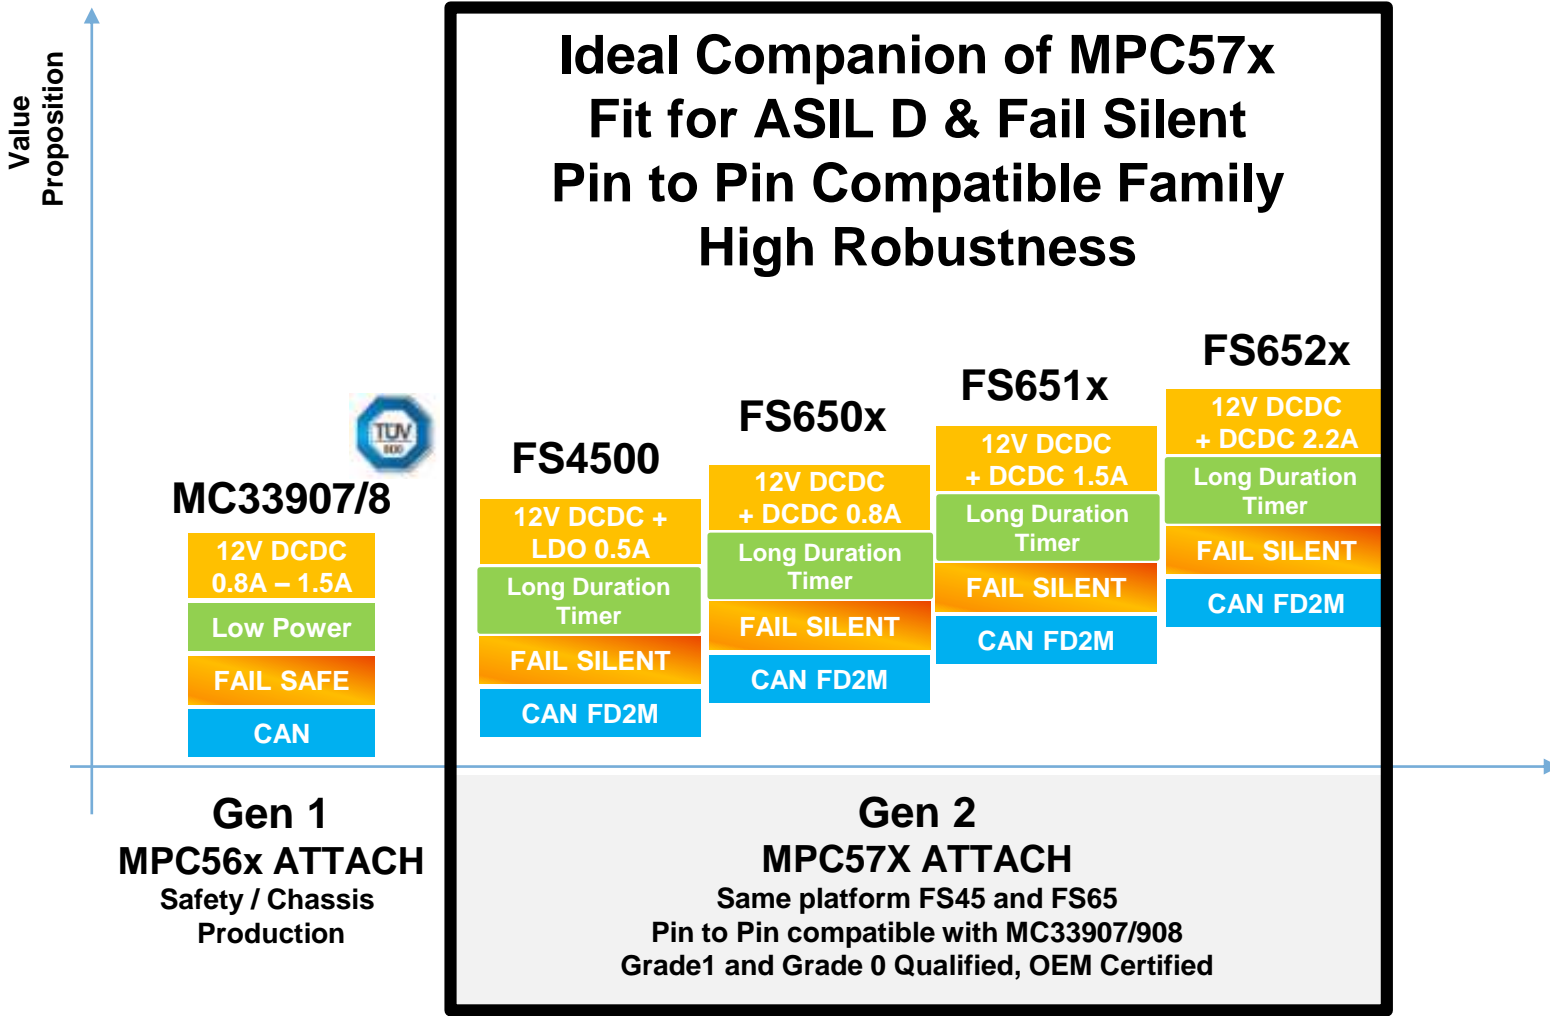 Value
Proposition
Ideal Companion of MPC57x
Fit for ASIL D & Fail Silent
Pin to Pin Compatible Family
High Robustness
TÜV
MC33907/8
12V DCDC
0.8A – 1.5A
Low Power
FAIL SAFE
CAN
FS4500
12V DCDC +
LDO 0.5A
Long Duration
Timer
FAIL SILENT
CAN FD2M
FS650x
12V DCDC
+ DCDC 0.8A
Long Duration
Timer
FAIL SILENT
CAN FD2M
FS651x
12V DCDC
+ DCDC 1.5A
Long Duration
Timer
FAIL SILENT
CAN FD2M
FS652x
12V DCDC
+ DCDC 2.2A
Long Duration
Timer
FAIL SILENT
CAN FD2M
Gen 1
MPC56x ATTACH
Safety / Chassis
Production
Gen 2
MPC57X ATTACH
Same platform FS45 and FS65
Pin to Pin compatible with MC33907/908
Grade1 and Grade 0 Qualified, OEM Certified